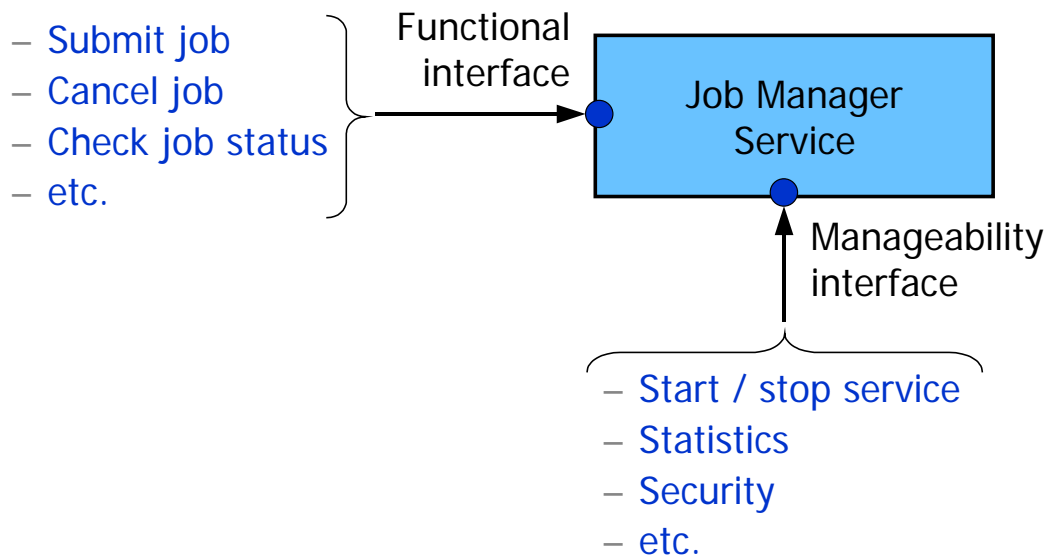 – Submit job
– Cancel job
– Check job status
– etc.
Functional
interface
Job Manager
Service
Manageability
interface
– Start / stop service
– Statistics
– Security
– etc.